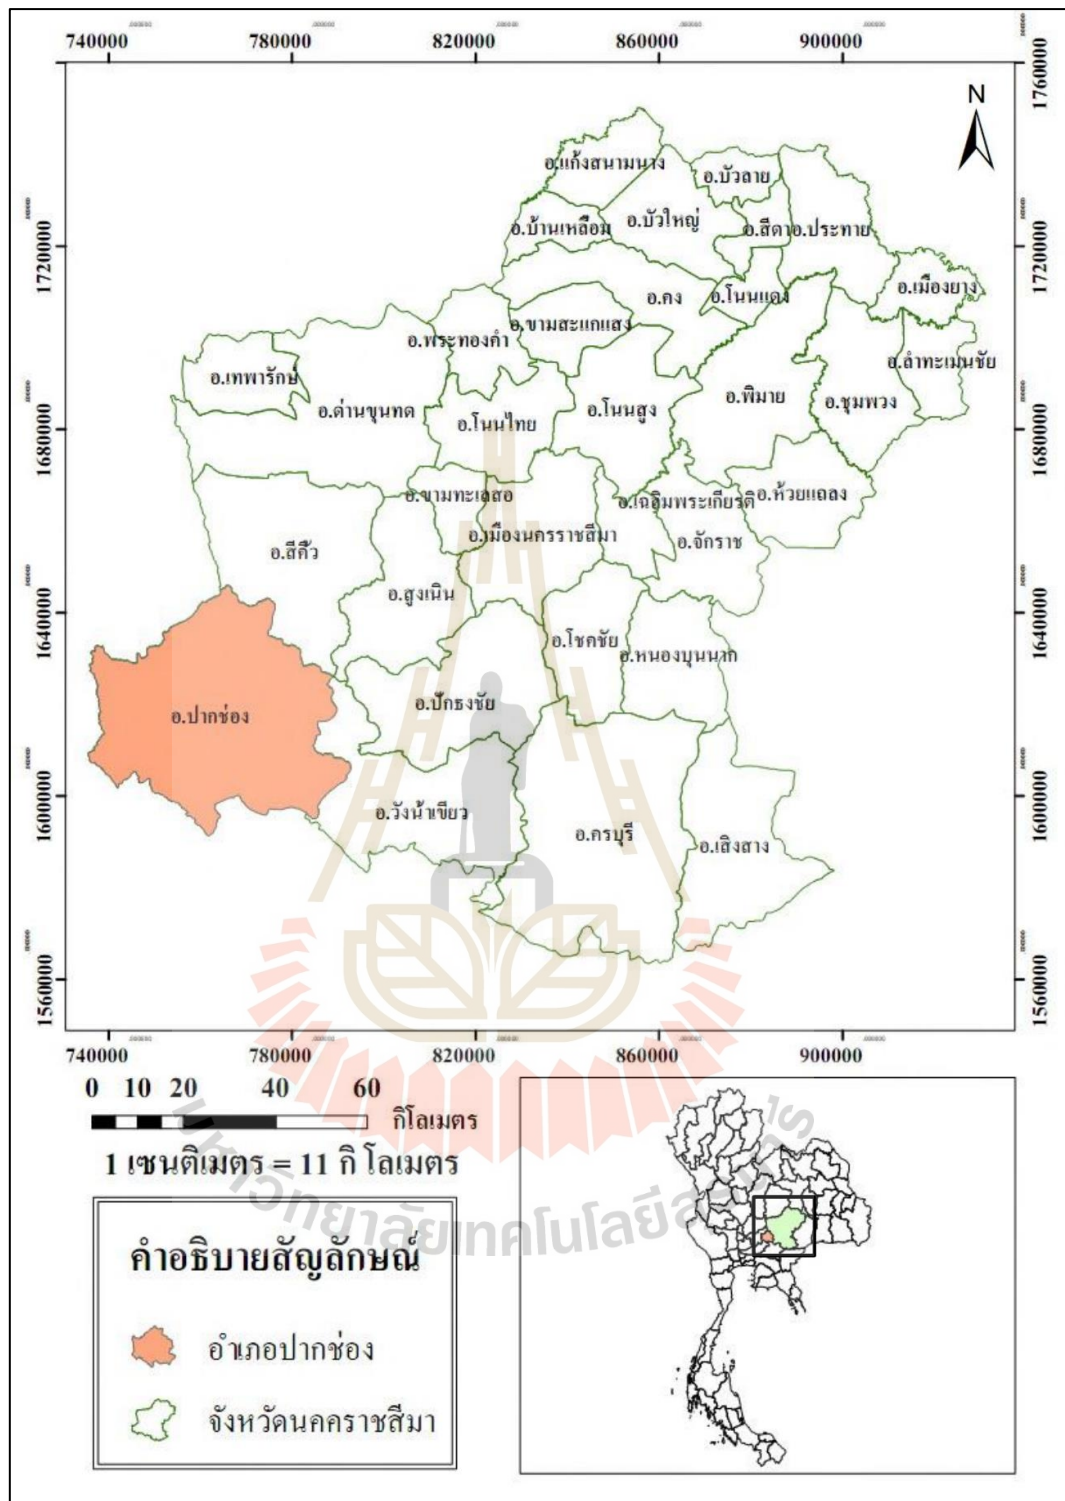 740000 780000 820000 860000 900000
1760000
1760000
N
อ.แก้งสนามนาง
อ.บัวลาย
อ.บ้านเหลื่อม
อ.บัวใหญ่
อ.สีดา
อ.ประทาย
1720000
1720000
อ.เมืองยาง
อ.คง
อ.โนนแดง
อ.ขามสะแกแสง
อ.พระทองคำ
อ.ลำทะเมนชัย
อ.เทพารักษ์
อ.ด่านขุนทด
อ.โนนไทย
อ.โนนสูง
อ.พิมาย
อ.ชุมพวง
1680000
1680000
อ.ขามทะเลสอ
อ.เฉลิมพระเกียรติ
อ.ห้วยแถลง
อ.เมืองนครราชสีมา
อ.จักราช
อ.สีคิ้ว
อ.สูงเนิน
1640000
1640000
อ.โชคชัย
อ.หนองบุนนาก
อ.ปักธงชัย
อ.ปากช่อง
1600000
1600000
อ.วังน้ำเขียว
อ.ครบุรี
อ.เสิงสาง
1560000
1560000
740000 780000 820000 860000 900000
0 10 20 40 60
กิโลเมตร
1 เซนติเมตร = 11 กิโลเมตร
มหาวิทยาลัยเทคโนโลยีสุรนารี
คำอธิบายสัญลักษณ์
อำเภอปากช่อง
จังหวัดนคคราชสีมา